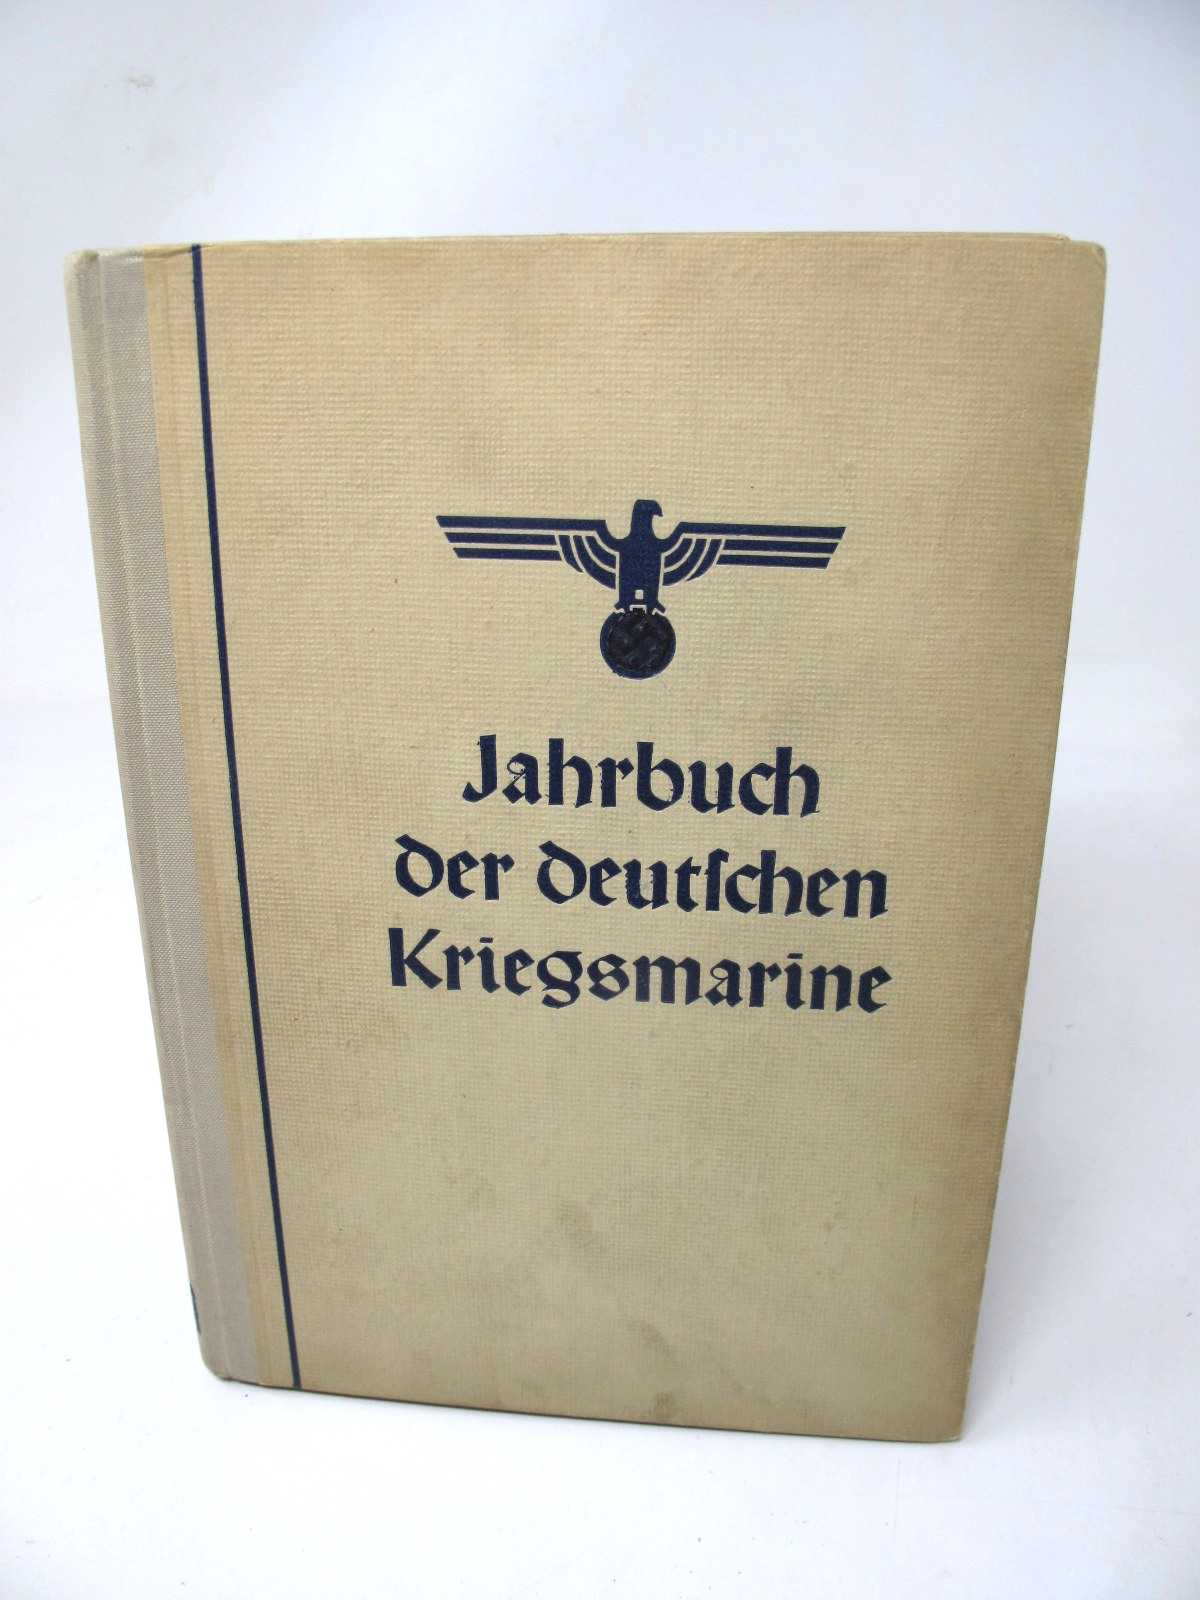 Jahrbuch
der deutſchen
Kriegsmarine